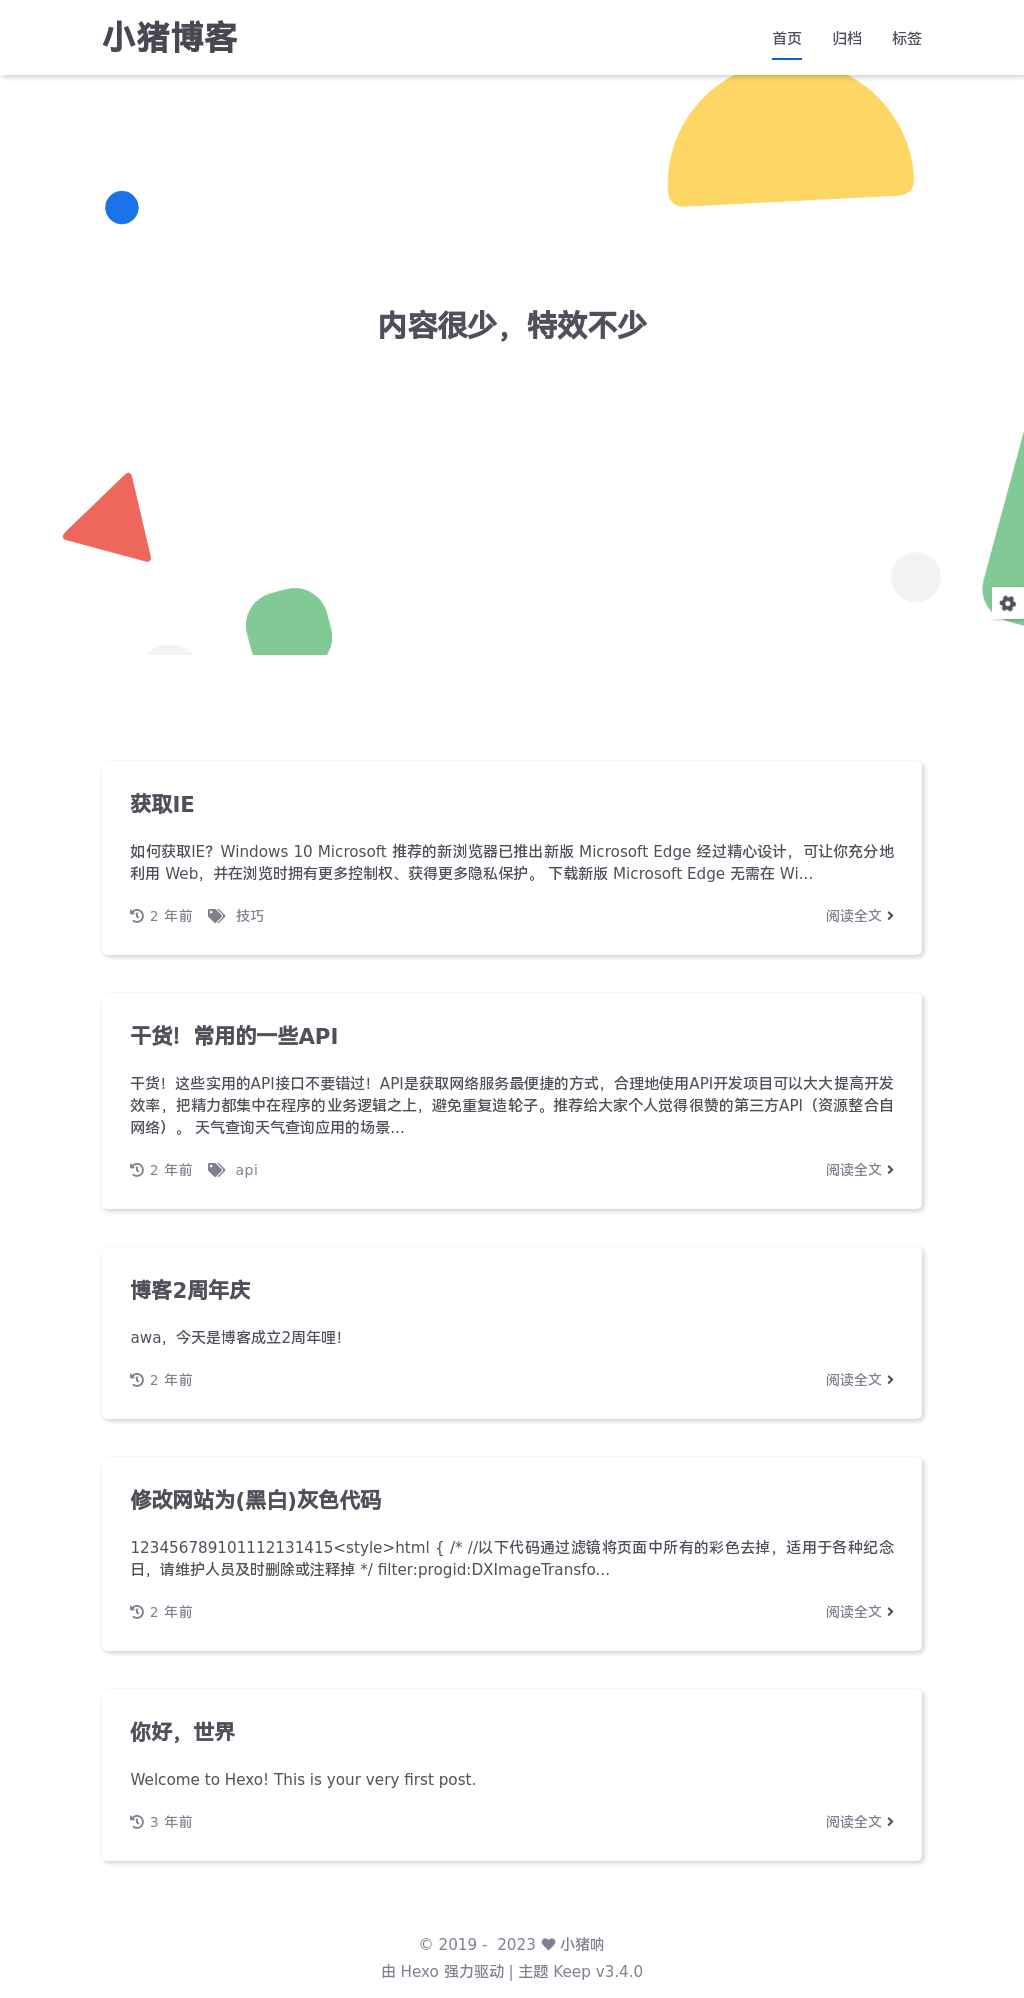 小猪博客
首页 归档 标签
内容很少，特效不少
获取IE
如何获取IE？Windows 10 Microsoft 推荐的新浏览器已推出新版 Microsoft Edge 经过精心设计，可让你充分地
利用 Web，并在浏览时拥有更多控制权、获得更多隐私保护。 下载新版 Microsoft Edge 无需在 Wi...
2 年前 技巧 阅读全文
干货！常用的一些API
干货！这些实用的API接口不要错过！API是获取网络服务最便捷的方式，合理地使用API开发项目可以大大提高开发
效率，把精力都集中在程序的业务逻辑之上，避免重复造轮子。推荐给大家个人觉得很赞的第三方API（资源整合自
网络）。 天气查询天气查询应用的场景...
2 年前 api 阅读全文
博客2周年庆
awa，今天是博客成立2周年哩！
2 年前 阅读全文
修改网站为(黑白)灰色代码
123456789101112131415<style>html { /* //以下代码通过滤镜将页面中所有的彩色去掉，适用于各种纪念
日，请维护人员及时删除或注释掉 */ filter:progid:DXImageTransfo...
2 年前 阅读全文
你好，世界
Welcome to Hexo! This is your very first post.
3 年前 阅读全文
© 2019 - 2023 小猪呐
由 Hexo 强力驱动 | 主题 Keep v3.4.0